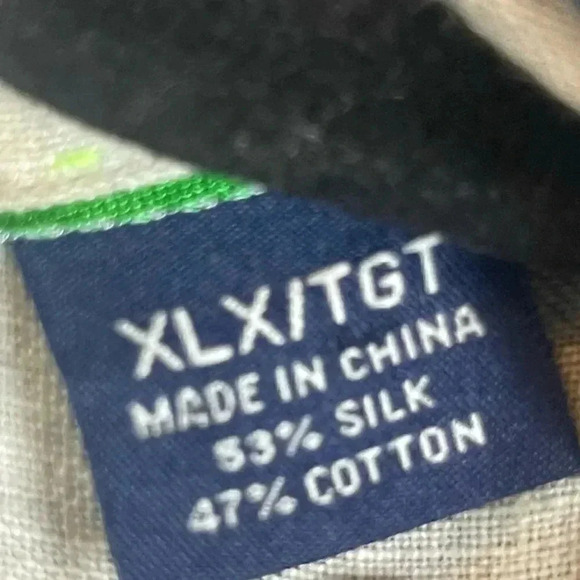 XLX/TGT
MADE IN CHINA
53% SILK
47% COTTON